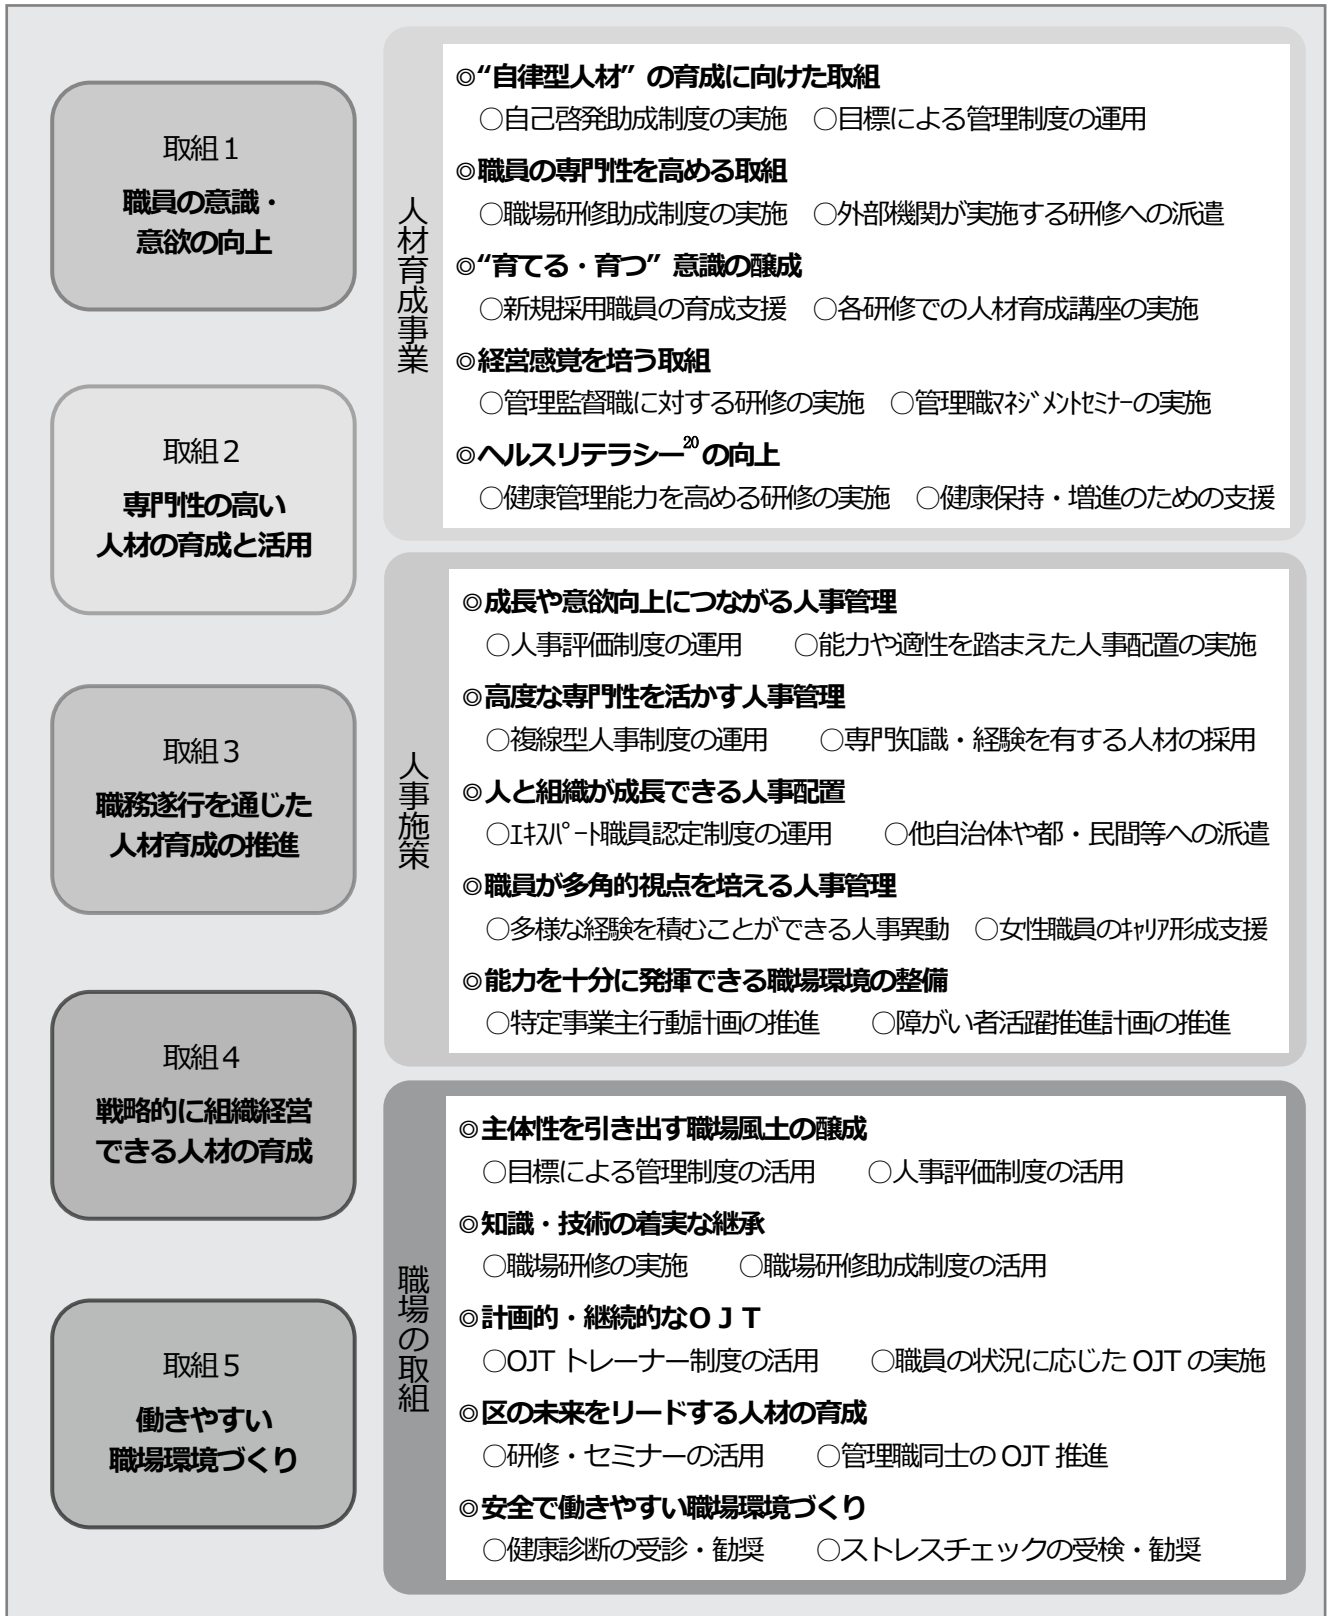 取組１
職員の意識・
意欲の向上
取組２
専門性の高い
人材の育成と活用
取組３
職務遂行を通じた
人材育成の推進
取組４
戦略的に組織経営
できる人材の育成
取組５
働きやすい
職場環境づくり
人材育成事業
◎“自律型人材”の育成に向けた取組
○自己啓発助成制度の実施　○目標による管理制度の運用
◎職員の専門性を高める取組
○職場研修助成制度の実施　○外部機関が実施する研修への派遣
◎“育てる・育つ”意識の醸成
○新規採用職員の育成支援　○各研修での人材育成講座の実施
◎経営感覚を培う取組
○管理監督職に対する研修の実施　○管理職ﾏﾈｼﾞﾒﾝﾄｾﾐﾅｰの実施
◎ヘルスリテラシー20の向上
○健康管理能力を高める研修の実施　○健康保持・増進のための支援
人事施策
◎成長や意欲向上につながる人事管理
○人事評価制度の運用　　○能力や適性を踏まえた人事配置の実施
◎高度な専門性を活かす人事管理
○複線型人事制度の運用　　○専門知識・経験を有する人材の採用
◎人と組織が成長できる人事配置
○ｴｷｽﾊﾟｰﾄ職員認定制度の運用　　○他自治体や都・民間等への派遣
◎職員が多角的視点を培える人事管理
○多様な経験を積むことができる人事異動　○女性職員のｷｬﾘｱ形成支援
◎能力を十分に発揮できる職場環境の整備
○特定事業主行動計画の推進　　○障がい者活躍推進計画の推進
職場の取組
◎主体性を引き出す職場風土の醸成
○目標による管理制度の活用　　○人事評価制度の活用
◎知識・技術の着実な継承
○職場研修の実施　　○職場研修助成制度の活用
◎計画的・継続的なＯＪＴ
○OJT トレーナー制度の活用　　○職員の状況に応じた OJT の実施
◎区の未来をリードする人材の育成
○研修・セミナーの活用　　○管理職同士の OJT 推進
◎安全で働きやすい職場環境づくり
○健康診断の受診・勧奨　　○ストレスチェックの受検・勧奨